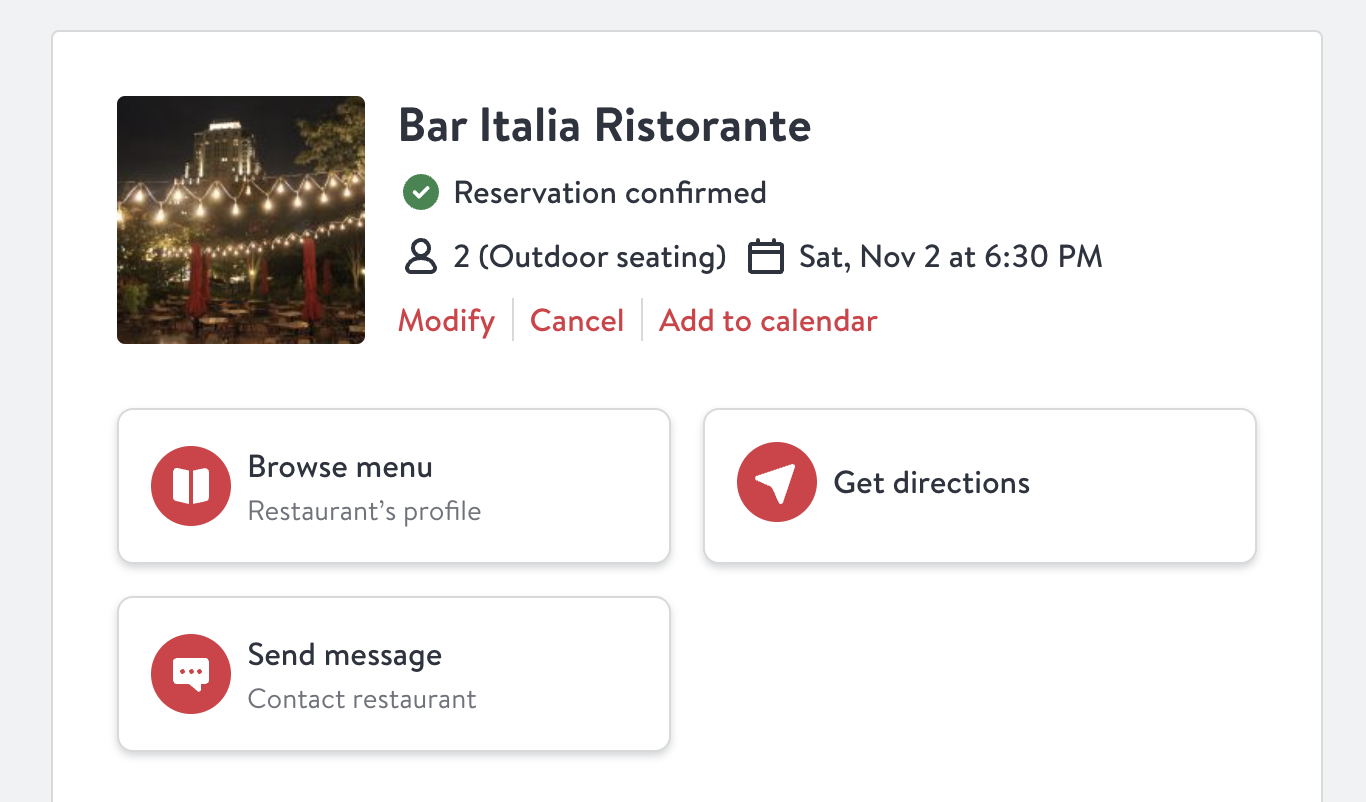 Bar Italia Ristorante
Reservation confirmed
2 (Outdoor seating) Sat, Nov 2 at 6:30 PM
Modify Cancel Add to calendar
Browse menu
Restaurant’s profile
Get directions
Send message
Contact restaurant